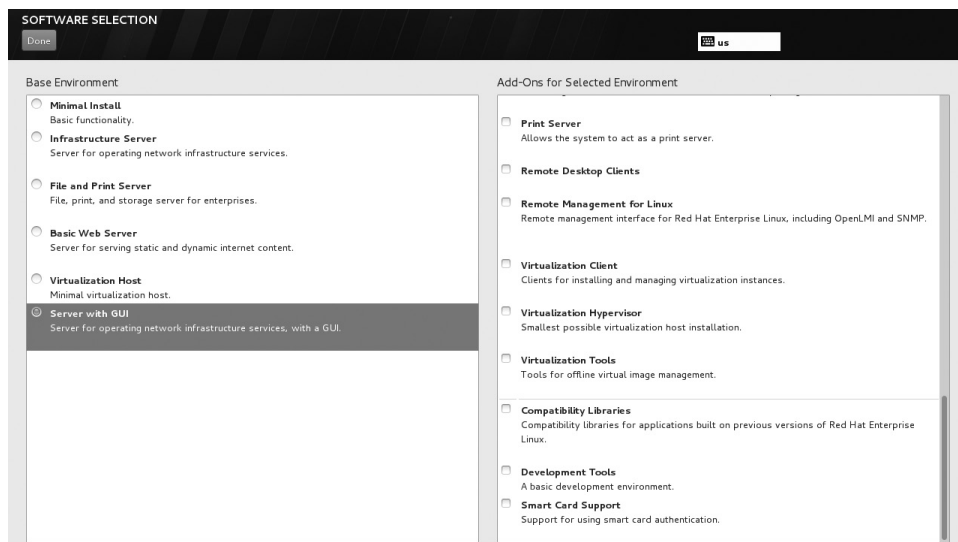 SOFTWARE SELECTION
Done
us
Base Environment
Minimal Install
Basic functionality.
Infrastructure Server
Server for operating network infrastructure services.
File and Print Server
File, print, and storage server for enterprises.
Basic Web Server
Server for serving static and dynamic internet content.
Virtualization Host
Minimal virtualization host.
Server with GUI
Server for operating network infrastructure services, with a GUI.
Add-Ons for Selected Environment
Print Server
Allows the system to act as a print server.
Remote Desktop Clients
Remote Management for Linux
Remote management interface for Red Hat Enterprise Linux, including OpenLMI and SNMP.
Virtualization Client
Clients for installing and managing virtualization instances.
Virtualization Hypervisor
Smallest possible virtualization host installation.
Virtualization Tools
Tools for offline virtual image management.
Compatibility Libraries
Compatibility libraries for applications built on previous versions of Red Hat Enterprise
Linux.
Development Tools
A basic development environment.
Smart Card Support
Support for using smart card authentication.